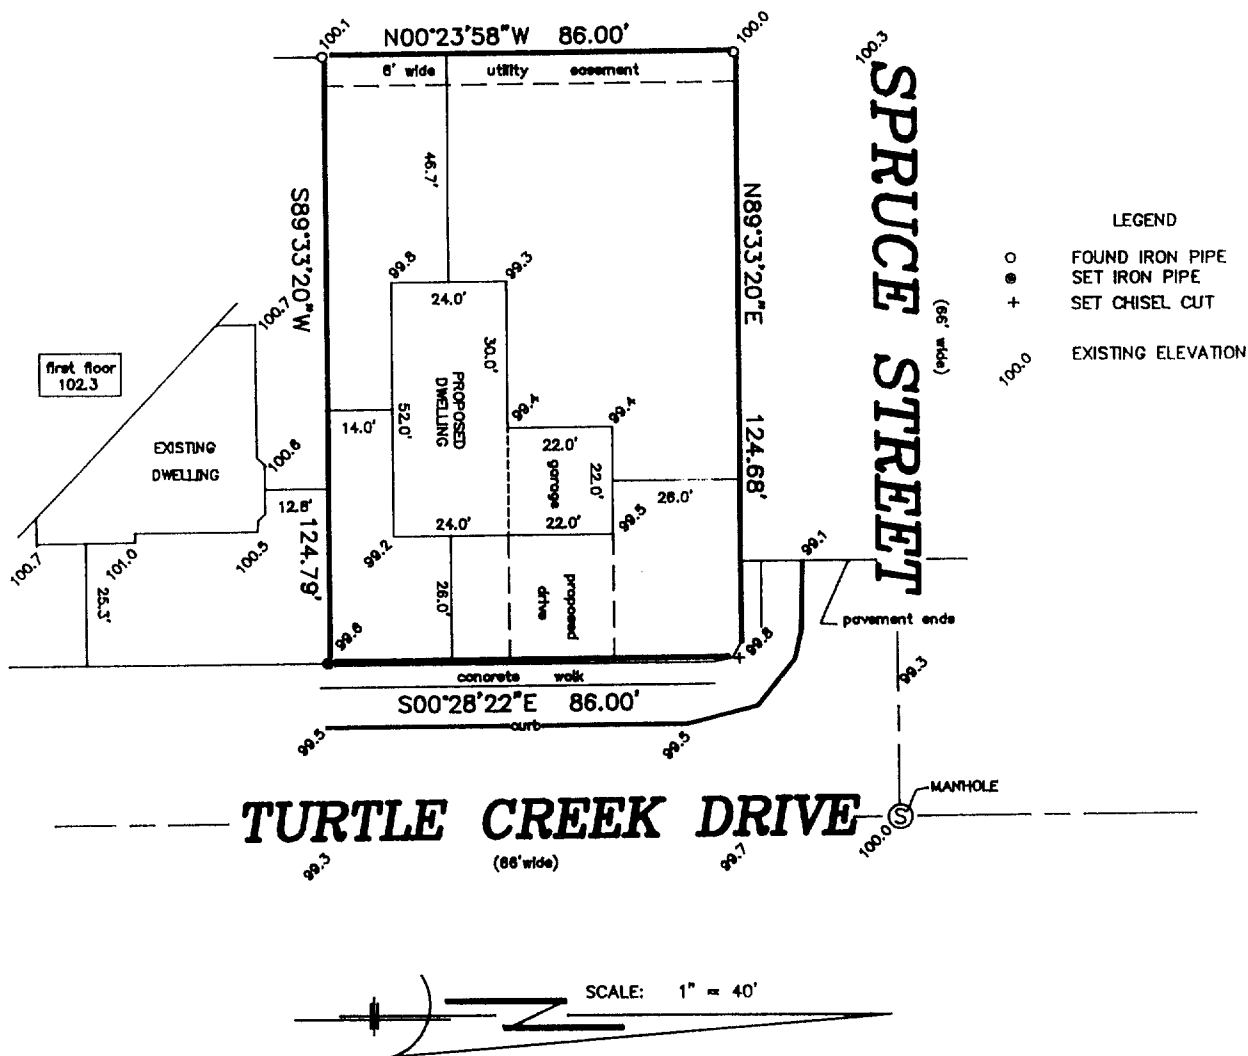 100.1
N00°23'58"W 86.00'
100.0
6' wide utility easement
100.3
SPRUCE STREET
(66' wide)
46.7'
S89°33'20"W
124.79'
N89°33'20"E
124.68'
LEGEND
FOUND IRON PIPE
SET IRON PIPE
SET CHISEL CUT
100.0
EXISTING ELEVATION
99.8
99.3
24.0'
30.0'
PROPOSED
DWELLING
52.0'
14.0'
99.4
99.4
22.0'
garage
22.0'
26.0'
24.0'
22.0'
99.5
99.2
100.7
first floor
102.3
EXISTING
DWELLING
100.6
12.8'
100.7
101.0
100.5
25.3'
26.0'
proposed
drive
99.1
pavement ends
99.6
99.8
99.3
concrete walk
S00°28'22"E 86.00'
curb
99.5
99.5
MANHOLE
S
100.0
TURTLE CREEK DRIVE
(66'wide)
99.3
99.7
SCALE: 1" = 40'